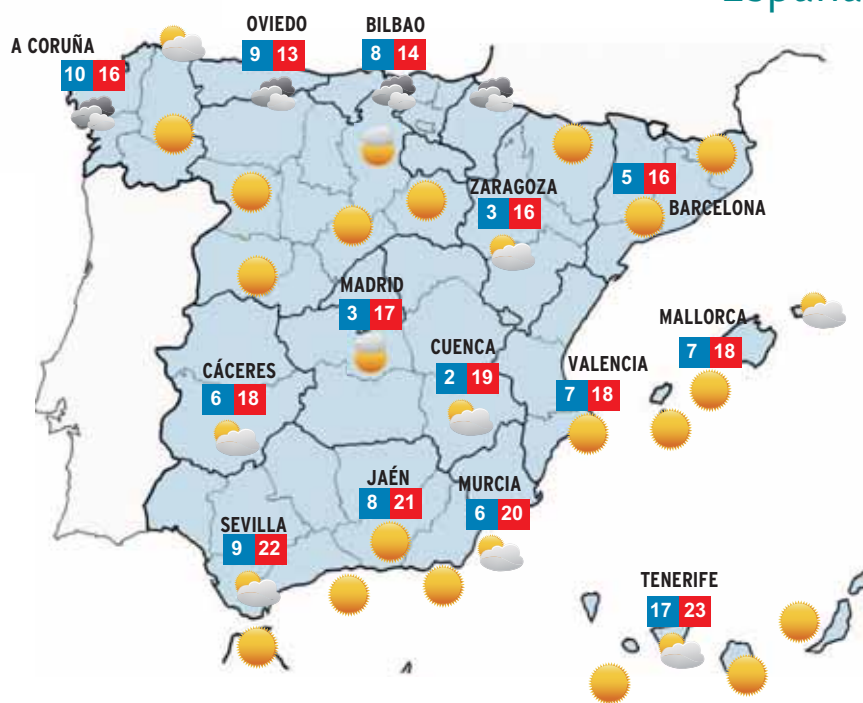 España
OVIEDO
9 13
BILBAO
8 14
A CORUÑA
10 16
ZARAGOZA
3 16
5 16
BARCELONA
MADRID
3 17
MALLORCA
7 18
CUENCA
2 19
VALENCIA
7 18
CÁCERES
6 18
JAÉN
8 21
MURCIA
6 20
SEVILLA
9 22
TENERIFE
17 23